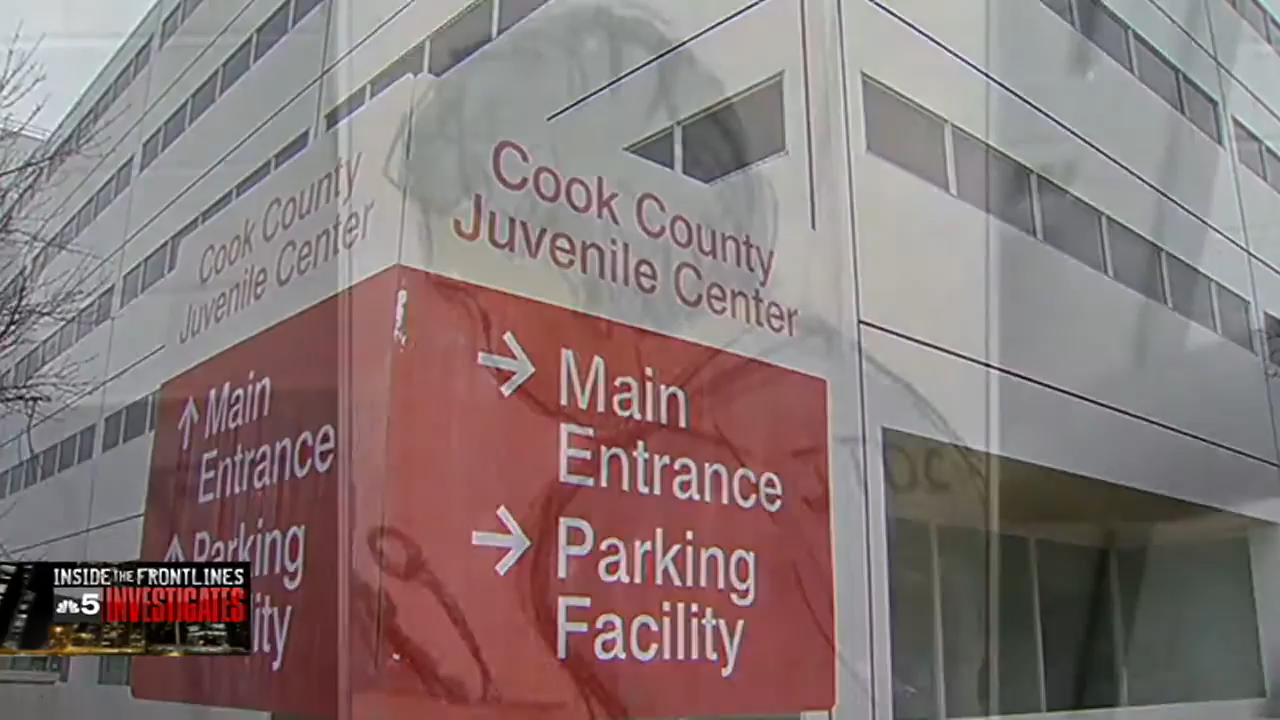 Cook County
Juvenile Center
↑ Main
Entrance
↑ Parking
ity
Cook County
Juvenile Center
→ Main
Entrance
→ Parking
Facility
INSIDE THE FRONTLINES
5 INVESTIGATES